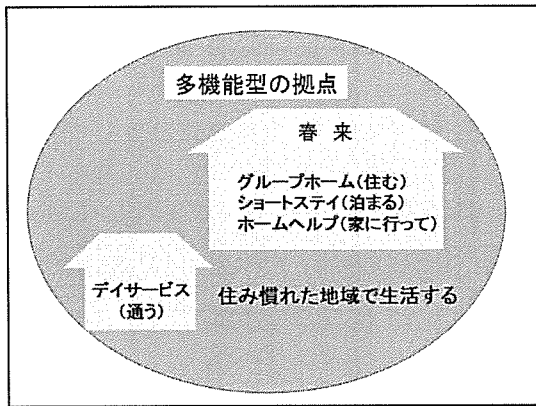 多機能型の拠点
春来
グループホーム(住む)
ショートステイ(泊まる)
ホームヘルプ(家に行って)
デイサービス
(通う)
住み慣れた地域で生活する